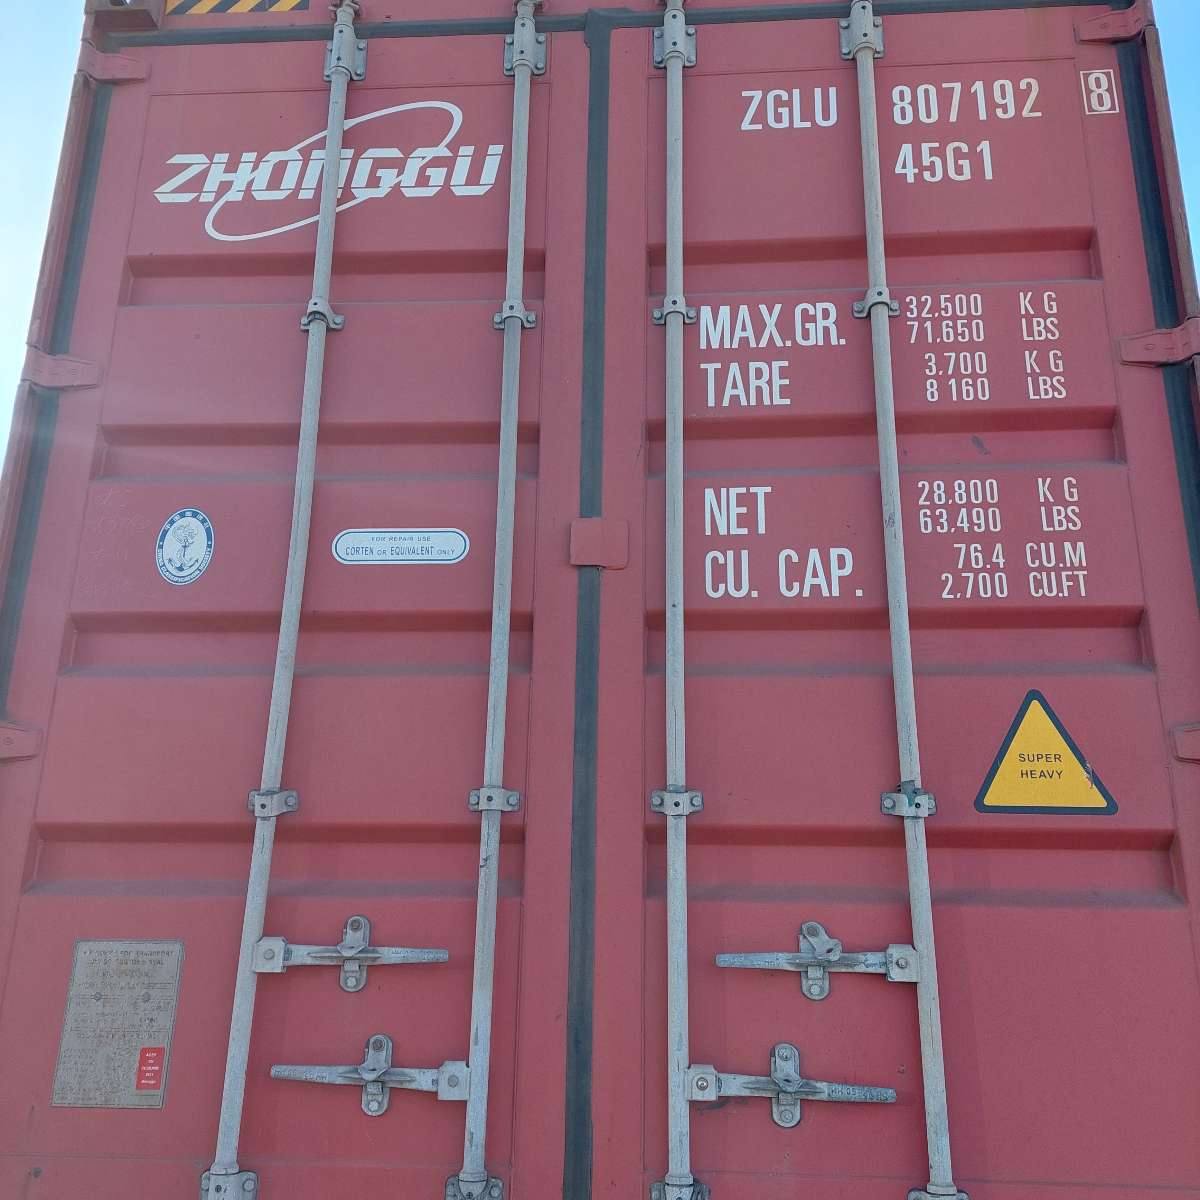 ZHONGGU
ZGLU 807192 8
45G1
MAX.GR. 32,500 KG
71,650 LBS
TARE 3,700 KG
8 160 LBS
NET 28,800 KG
63,490 LBS
CU. CAP. 76.4 CU.M
2,700 CU.FT
FOR REPAIR USE
CORTEN OR EQUIVALENT ONLY
SUPER
HEAVY